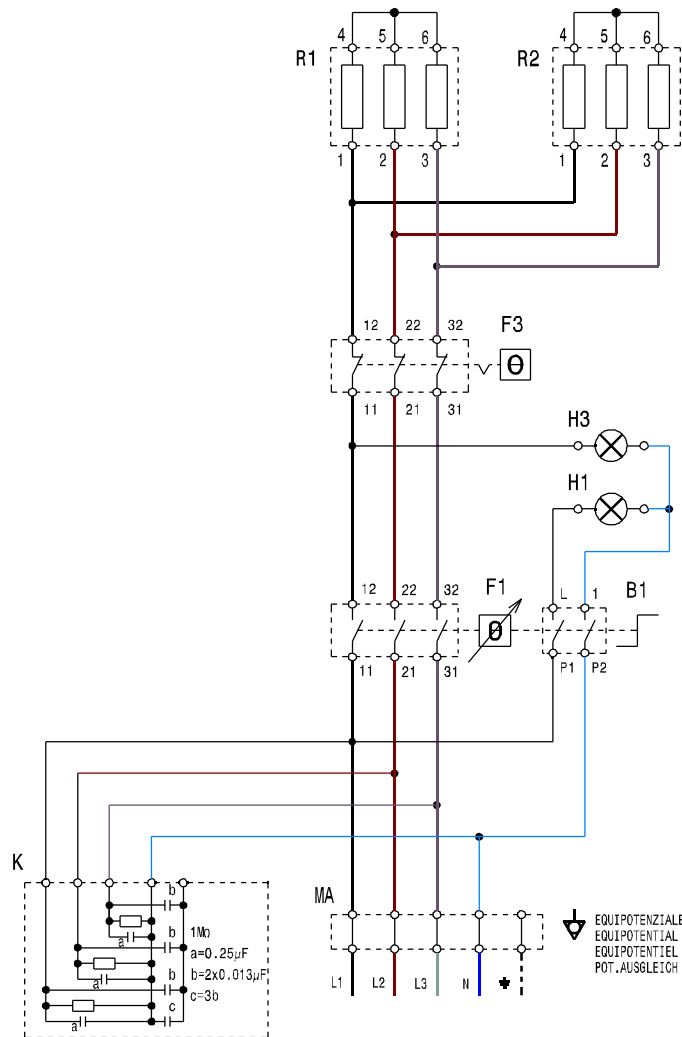 4 5 6 4 5 6
R1 R2
1 2 3 1 2 3
12 22 32 F3
θ
11 21 31
H3
H1
12 22 32 F1 L 1 B1
θ
11 21 31 P1 P2
K
b
MA
a
b 1MΩ
a=0.25µF
b b=2x0.013µF
a
c=3b
c
a
L1 L2 L3 N
EQUIPOTENZIALE
EQUIPOTENTIAL
EQUIPOTENTIEL
POT.AUSGLEICH